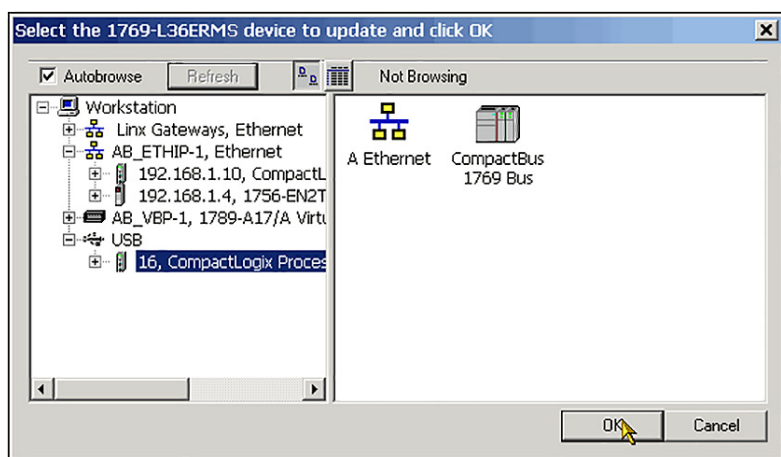 Select the 1769-L36ERMS device to update and click OK
Autobrowse
Refresh
Not Browsing
Workstation
Linx Gateways, Ethernet
AB_ETHIP-1, Ethernet
192.168.1.10, CompactL
192.168.1.4, 1756-EN2T
AB_VBP-1, 1789-A17/A Virtu
USB
16, CompactLogix Proces
A Ethernet
CompactBus
1769 Bus
OK
Cancel